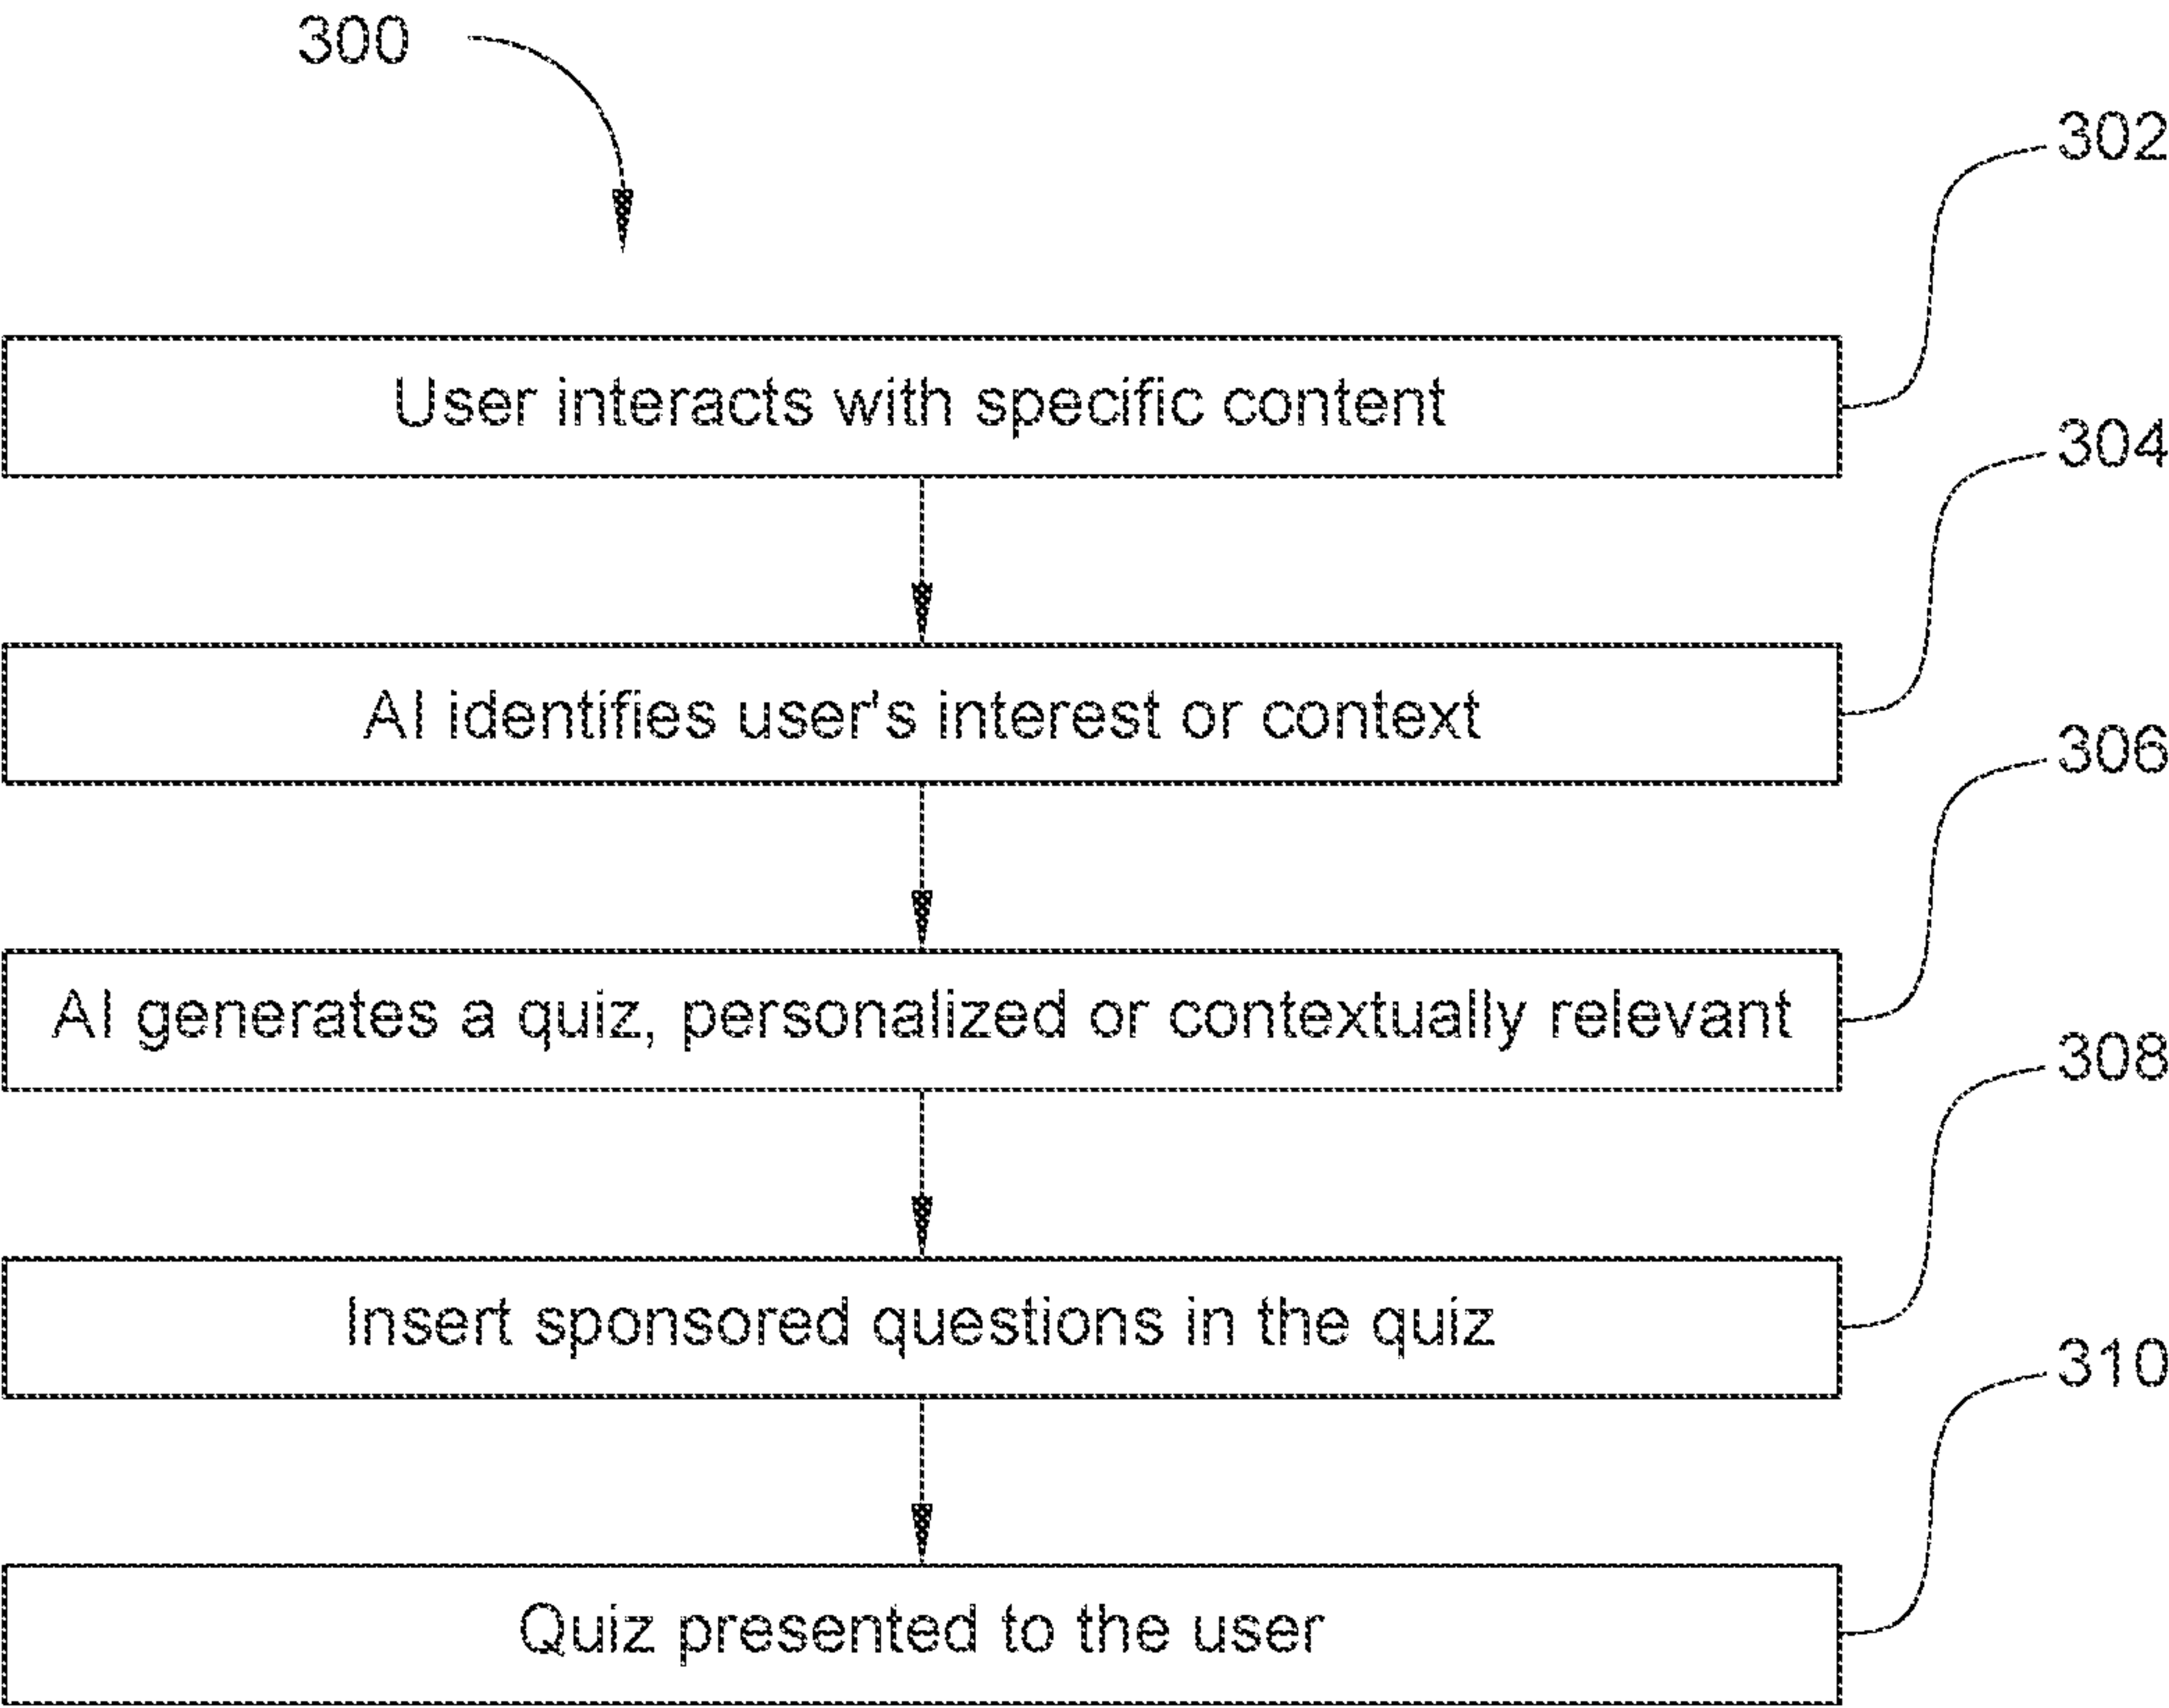 300
302
User interacts with specific content
304
AI identifies user's interest or context
306
AI generates a quiz, personalized or contextually relevant
308
Insert sponsored questions in the quiz
310
Quiz presented to the user